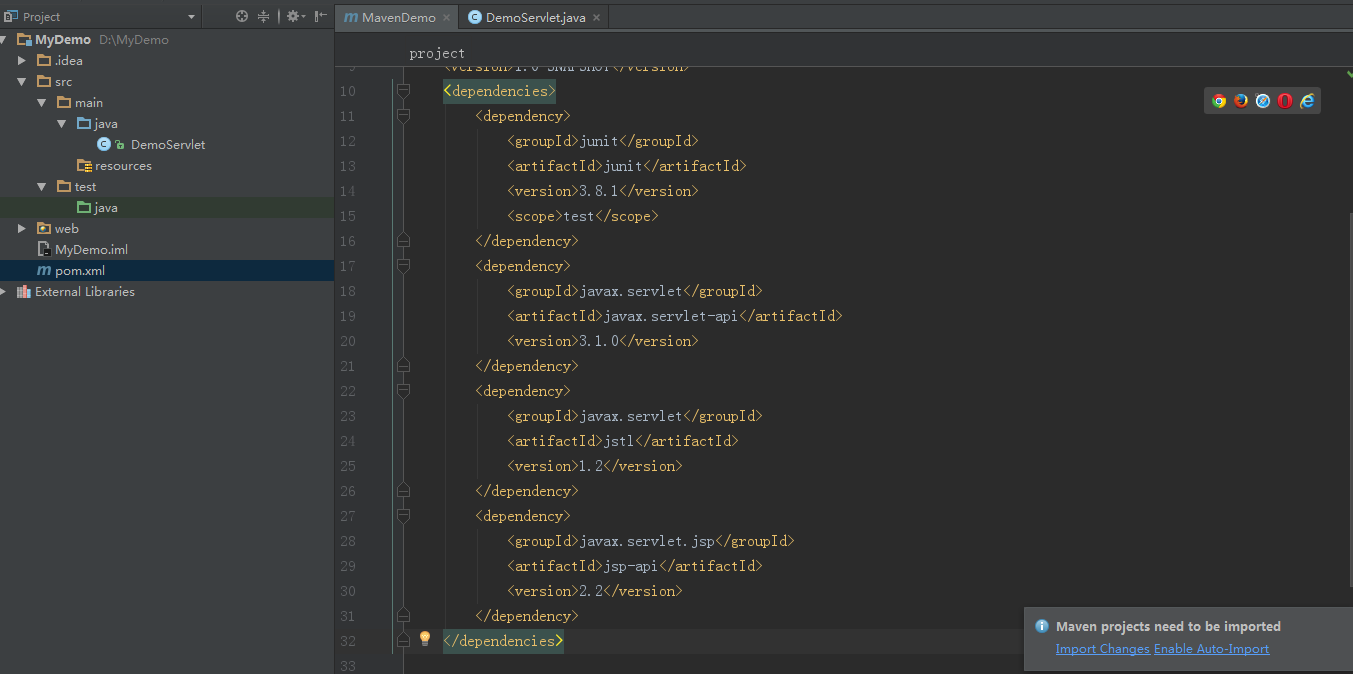 Project
MavenDemo
DemoServlet.java
MyDemo D:\MyDemo
.idea
src
main
java
DemoServlet
resources
test
java
web
MyDemo.iml
pom.xml
External Libraries
project
9 <version>1.0-SNAPSHOT</version>
10 <dependencies>
11 <dependency>
12 <groupId>junit</groupId>
13 <artifactId>junit</artifactId>
14 <version>3.8.1</version>
15 <scope>test</scope>
16 </dependency>
17 <dependency>
18 <groupId>javax.servlet</groupId>
19 <artifactId>javax.servlet-api</artifactId>
20 <version>3.1.0</version>
21 </dependency>
22 <dependency>
23 <groupId>javax.servlet</groupId>
24 <artifactId>jstl</artifactId>
25 <version>1.2</version>
26 </dependency>
27 <dependency>
28 <groupId>javax.servlet.jsp</groupId>
29 <artifactId>jsp-api</artifactId>
30 <version>2.2</version>
31 </dependency>
32 </dependencies>
33
Maven projects need to be imported
Import Changes Enable Auto-Import